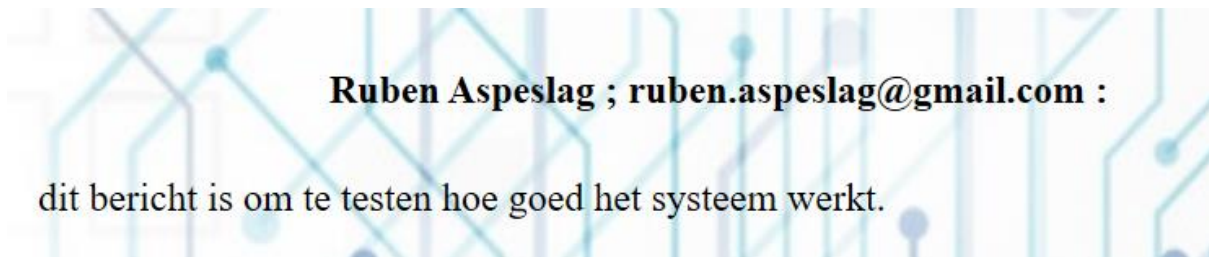 Ruben Aspeslag ; ruben.aspeslag@gmail.com :
dit bericht is om te testen hoe goed het systeem werkt.